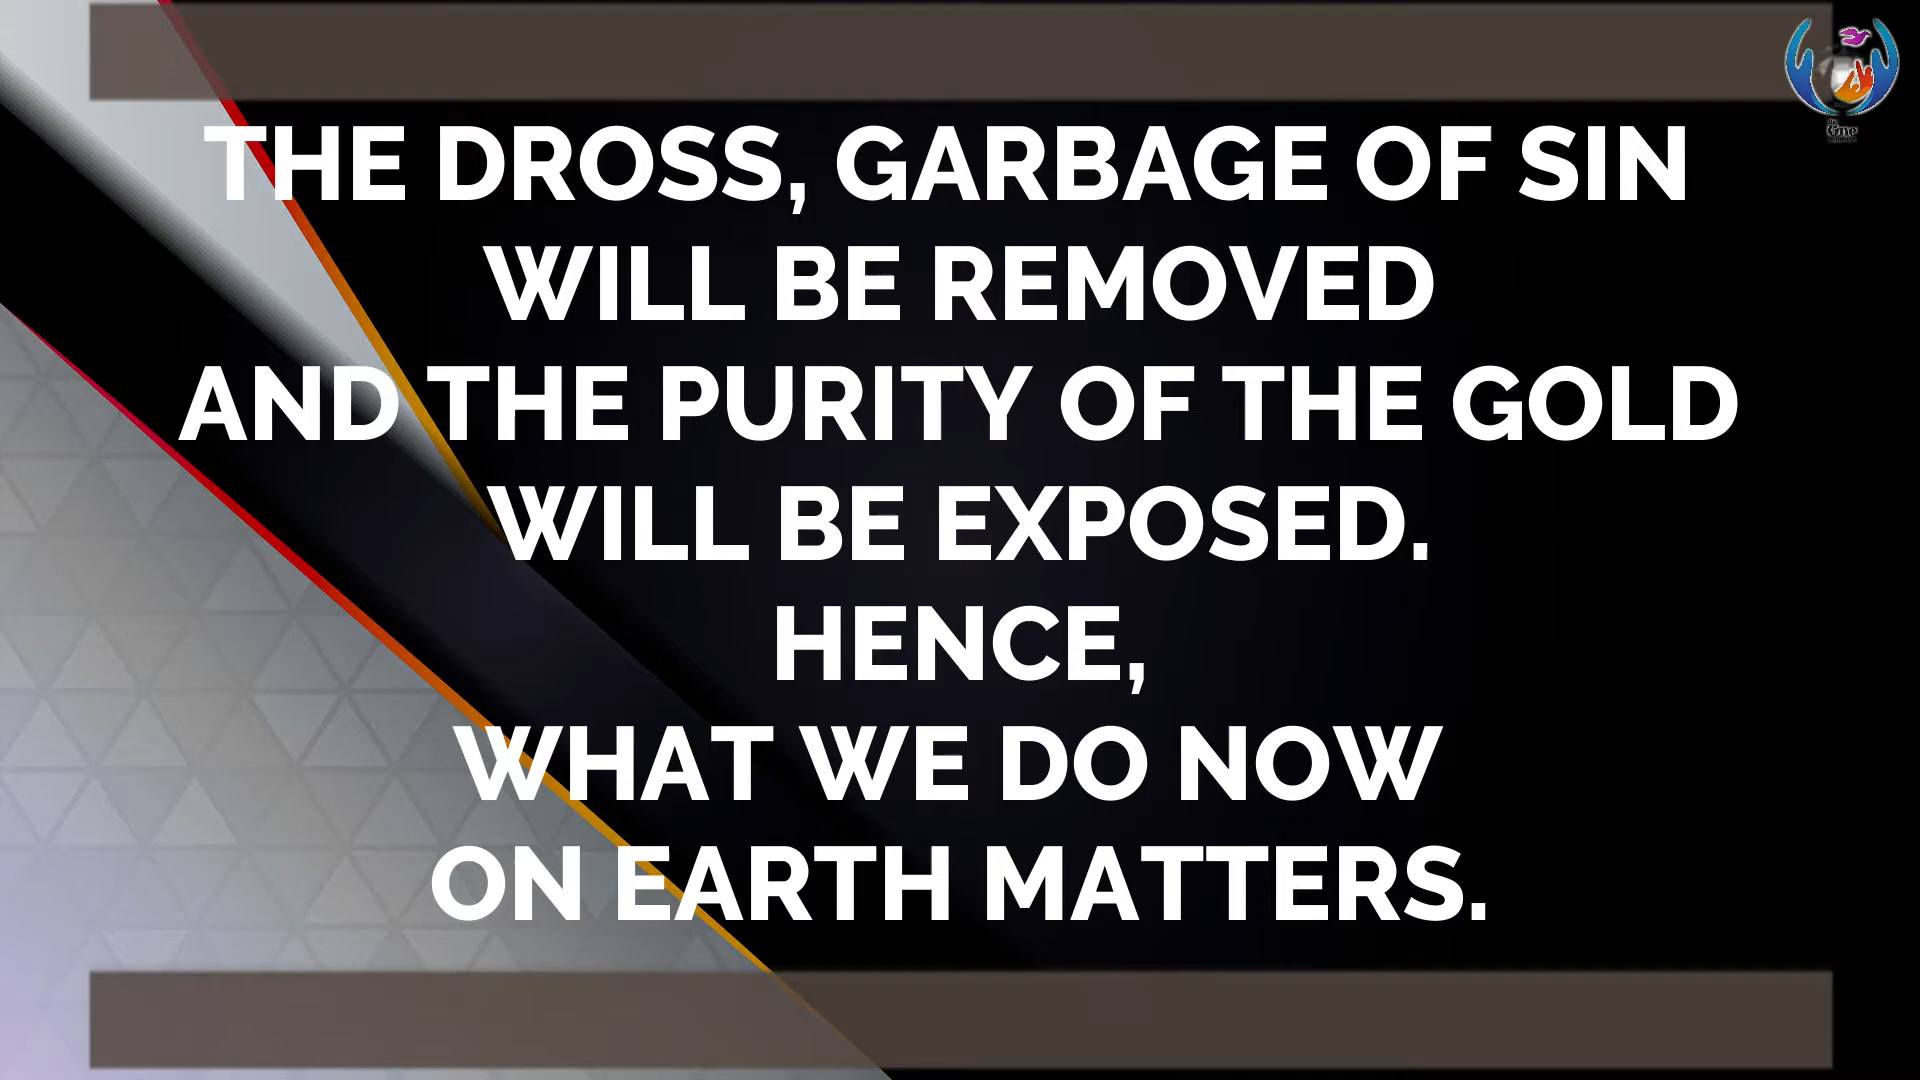 THE DROSS, GARBAGE OF SIN
WILL BE REMOVED
AND THE PURITY OF THE GOLD
WILL BE EXPOSED.
HENCE,
WHAT WE DO NOW
ON EARTH MATTERS.